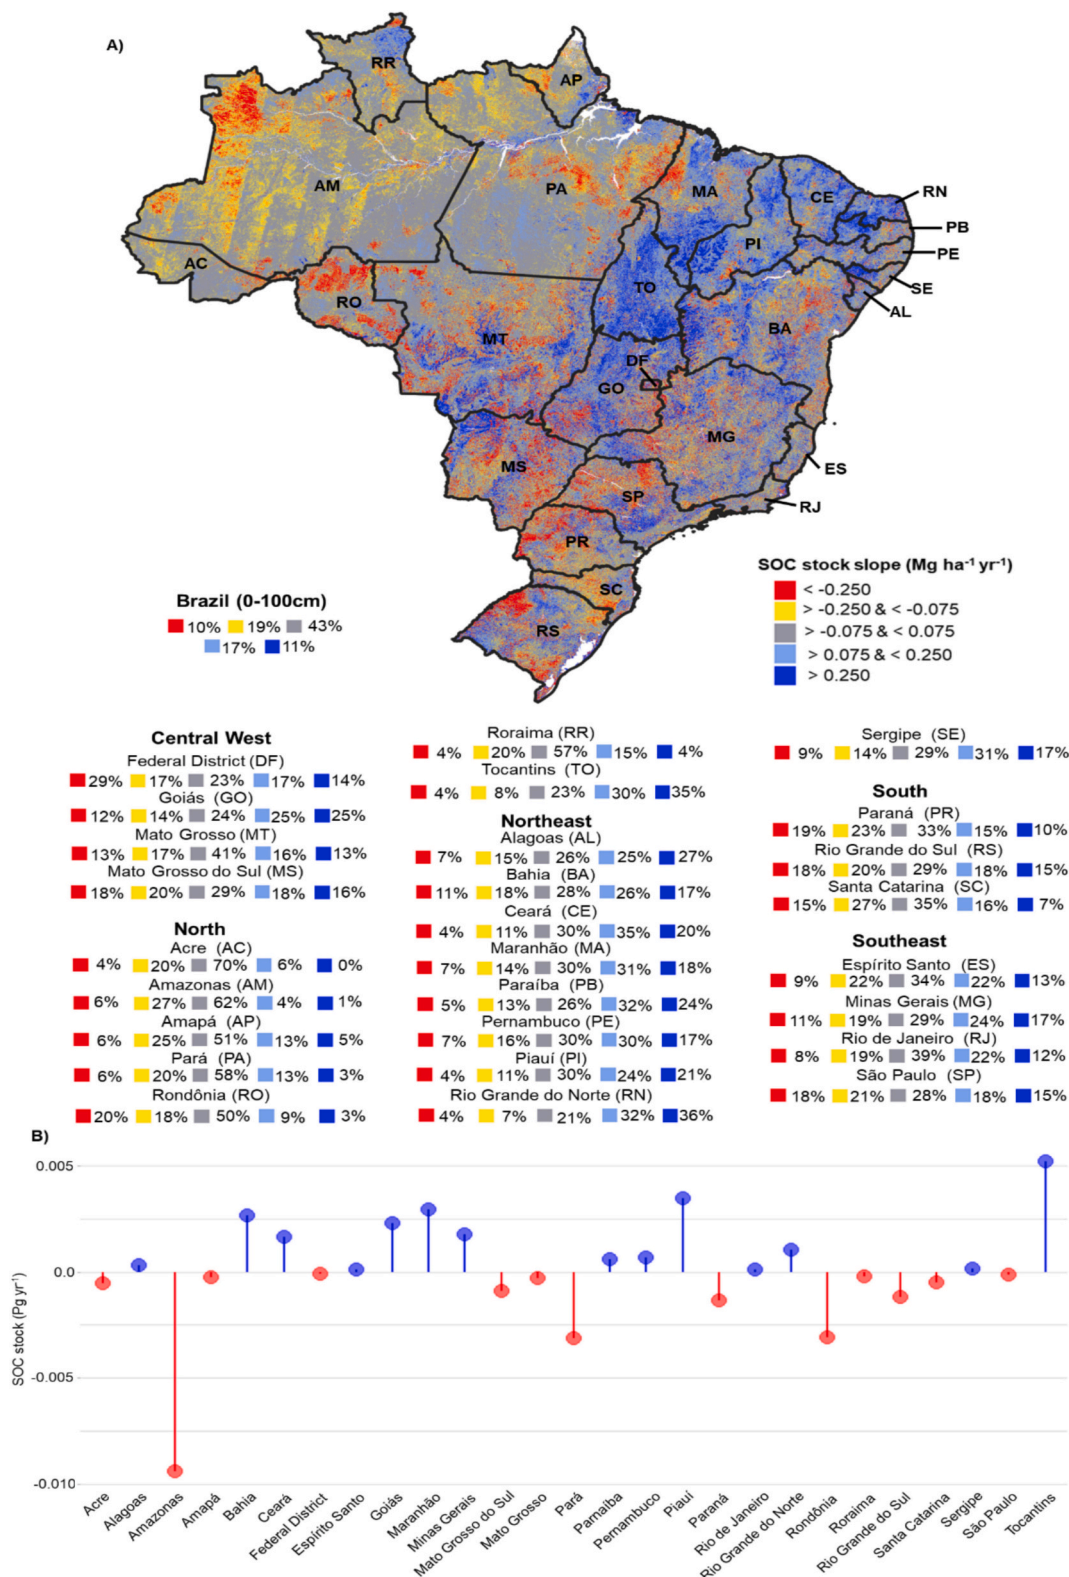 A)
RR
AP
AM
PA
MA
CE
RN
PB
PI
PE
AC
SE
TO
AL
RO
BA
MT
DF
GO
MG
MS
ES
SP
RJ
PR
SC
RS
SOC stock slope (Mg ha⁻¹ yr⁻¹)
< -0.250
> -0.250 & < -0.075
> -0.075 & < 0.075
> 0.075 & < 0.250
> 0.250
Brazil (0-100cm)
10% 19% 43%
17% 11%
Central West
Federal District (DF)
29% 17% 23% 17% 14%
Goiás (GO)
12% 14% 24% 25% 25%
Mato Grosso (MT)
13% 17% 41% 16% 13%
Mato Grosso do Sul (MS)
18% 20% 29% 18% 16%
North
Acre (AC)
4% 20% 70% 6% 0%
Amazonas (AM)
6% 27% 62% 4% 1%
Amapá (AP)
6% 25% 51% 13% 5%
Pará (PA)
6% 20% 58% 13% 3%
Rondônia (RO)
20% 18% 50% 9% 3%
Roraima (RR)
4% 20% 57% 15% 4%
Tocantins (TO)
4% 8% 23% 30% 35%
Northeast
Alagoas (AL)
7% 15% 26% 25% 27%
Bahia (BA)
11% 18% 28% 26% 17%
Ceará (CE)
4% 11% 30% 35% 20%
Maranhão (MA)
7% 14% 30% 31% 18%
Paraíba (PB)
5% 13% 26% 32% 24%
Pernambuco (PE)
7% 16% 30% 30% 17%
Piauí (PI)
4% 11% 30% 24% 21%
Rio Grande do Norte (RN)
4% 7% 21% 32% 36%
Sergipe (SE)
9% 14% 29% 31% 17%
South
Paraná (PR)
19% 23% 33% 15% 10%
Rio Grande do Sul (RS)
18% 20% 29% 18% 15%
Santa Catarina (SC)
15% 27% 35% 16% 7%
Southeast
Espírito Santo (ES)
9% 22% 34% 22% 13%
Minas Gerais (MG)
11% 19% 29% 24% 17%
Rio de Janeiro (RJ)
8% 19% 39% 22% 12%
São Paulo (SP)
18% 21% 28% 18% 15%
B)
SOC stock (Pg yr⁻¹)
0.005
0.0
-0.005
-0.010
Acre
Alagoas
Amazonas
Amapá
Bahia
Ceará
Federal District
Espírito Santo
Goiás
Maranhão
Minas Gerais
Mato Grosso do Sul
Mato Grosso
Pará
Parnaíba
Pernambuco
Piauí
Paraná
Rio de Janeiro
Rio Grande do Norte
Rondônia
Roraima
Rio Grande do Sul
Santa Catarina
Sergipe
São Paulo
Tocantins